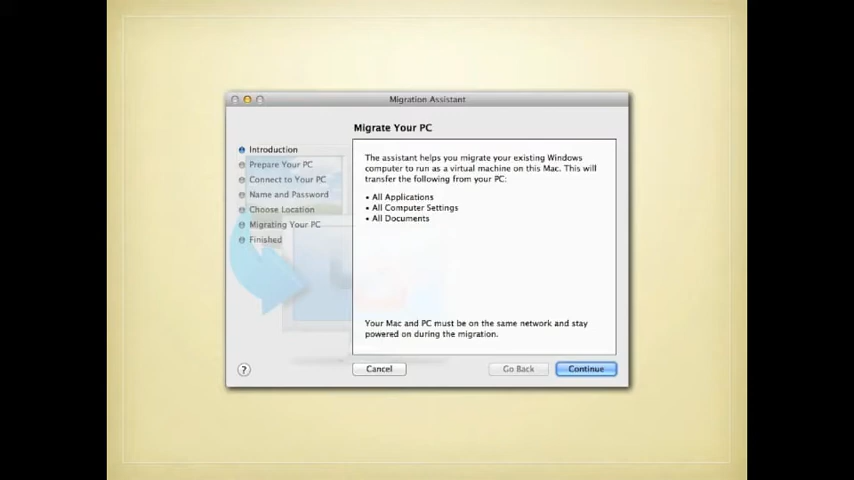 Migration Assistant
Migrate Your PC
Introduction
Prepare Your PC
Connect to Your PC
Name and Password
Choose Location
Migrating Your PC
Finished
The assistant helps you migrate your existing Windows
computer to run as a virtual machine on this Mac. This will
transfer the following from your PC:
• All Applications
• All Computer Settings
• All Documents
Your Mac and PC must be on the same network and stay
powered on during the migration.
?
Cancel
Go Back
Continue